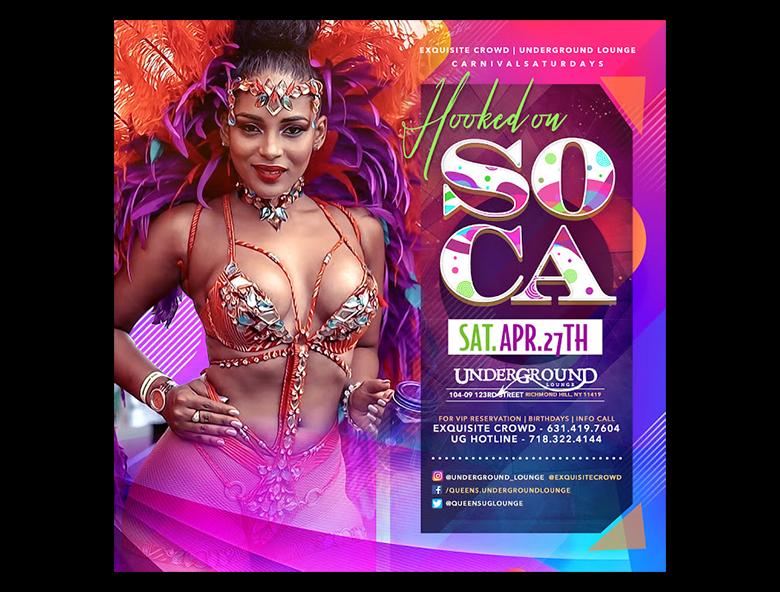 EXQUISITE CROWD | UNDERGROUND LOUNGE
CARNIVALSATURDAYS
Hooked on
SO
CA
SAT. APR. 27TH
UNDERGROUND
LOUNGE
104-09 123RD STREET RICHMOND HILL, NY 11419
FOR VIP RESERVATION | BIRTHDAYS | INFO CALL
EXQUISITE CROWD - 631.419.7604
UG HOTLINE - 718.322.4144
@UNDERGROUND_LOUNGE @EXQUISITECROWD
/QUEENS.UNDERGROUNDLOUNGE
@QUEENSUGLOUNGE